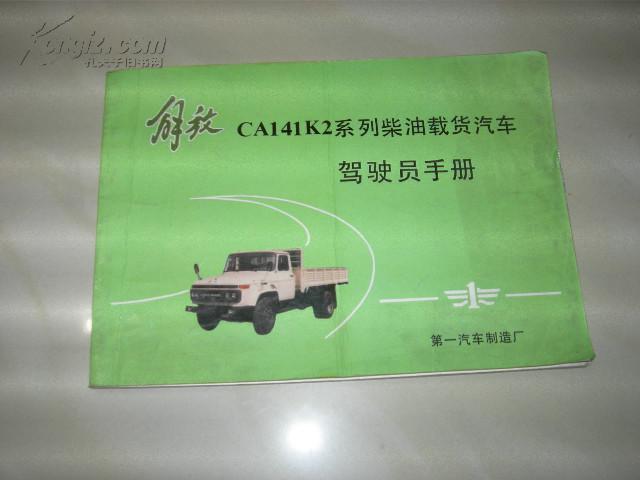 Kongfz.com
孔夫子旧书网
解放 CA141K2系列柴油载货汽车
驾驶员手册
1
第一汽车制造厂